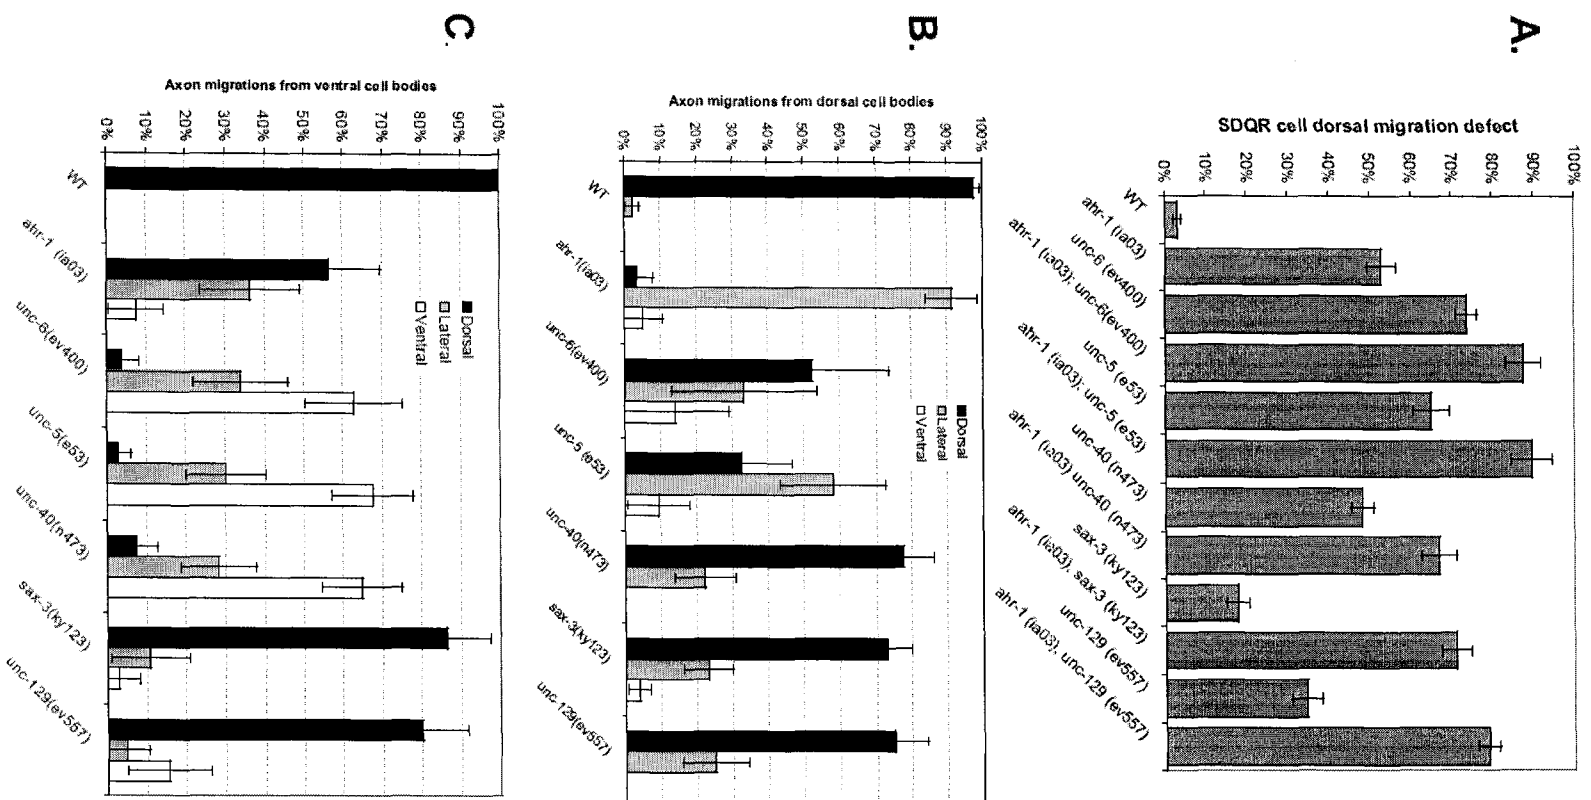 A.
SDQR cell dorsal migration defect
0%
10%
20%
30%
40%
50%
60%
70%
80%
90%
100%
WT
ahr-1 (ia03)
unc-6 (ev400)
ahr-1 (ia03); unc-6(ev400)
unc-5 (e53)
ahr-1 (ia03); unc-5 (e53)
unc-40 (n473)
ahr-1 (ia03) unc-40 (n473)
sax-3 (ky123)
ahr-1 (ia03), sax-3 (ky123)
unc-129 (ev557)
ahr-1 (ia03), unc-129 (ev557)
B.
Axon migrations from dorsal cell bodies
0%
10%
20%
30%
40%
50%
60%
70%
80%
90%
100%
WT
ahr-1(ia03)
unc-6(ev400)
unc-5 (e53)
unc-40(n473)
sax-3(ky123)
unc-129(ev557)
Dorsal
Lateral
Ventral
C.
Axon migrations from ventral cell bodies
0%
10%
20%
30%
40%
50%
60%
70%
80%
90%
100%
WT
ahr-1 (ia03)
unc-6(ev400)
unc-5(e53)
unc-40(n473)
sax-3(ky123)
unc-129(ev557)
Dorsal
Lateral
Ventral